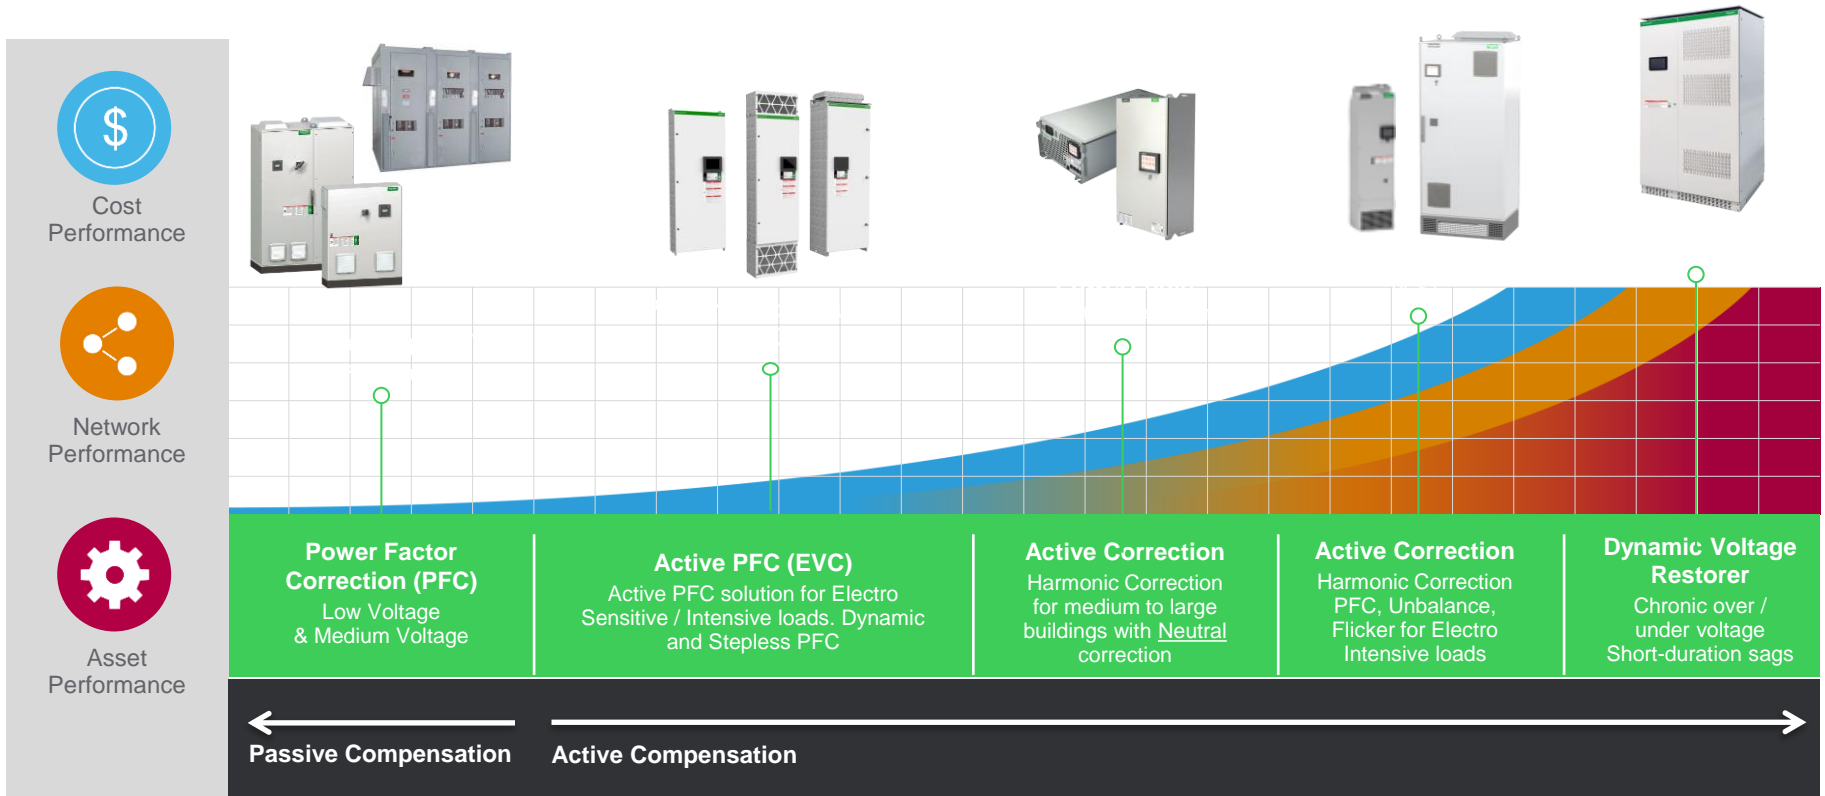 $
Cost
Performance
Network
Performance
Asset
Performance
Power Factor
Correction (PFC)
Low Voltage
& Medium Voltage
Active PFC (EVC)
Active PFC solution for Electro
Sensitive / Intensive loads. Dynamic
and Stepless PFC
Active Correction
Harmonic Correction
for medium to large
buildings with Neutral
correction
Active Correction
Harmonic Correction
PFC, Unbalance,
Flicker for Electro
Intensive loads
Dynamic Voltage
Restorer
Chronic over /
under voltage
Short-duration sags
Passive Compensation
Active Compensation